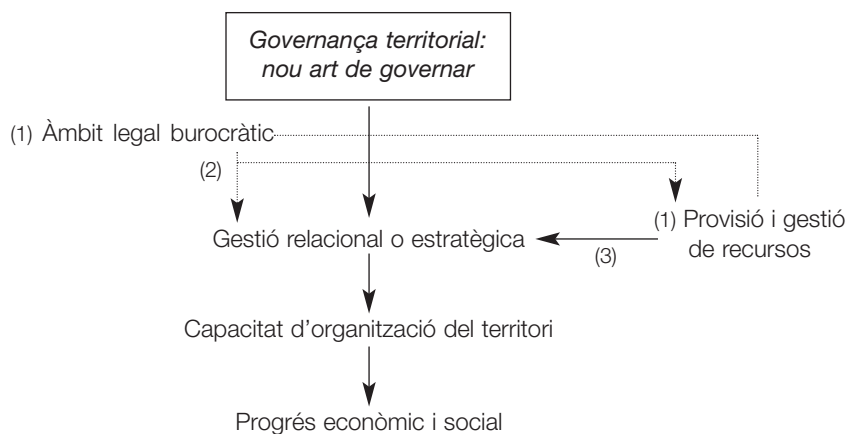 Governança territorial:
nou art de governar
(1) Àmbit legal burocràtic
(2)
(1) Provisió i gestió
de recursos
Gestió relacional o estratègica
(3)
Capacitat d'organització del territori
Progrés econòmic i social